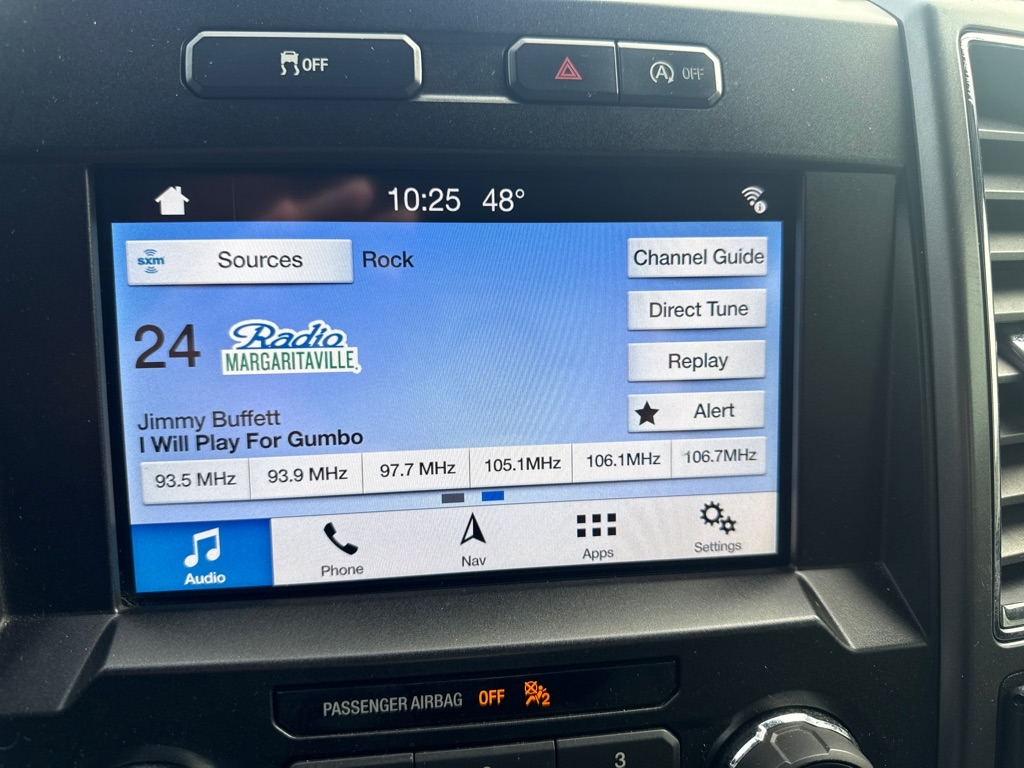 OFF
A OFF
10:25 48°
sxm Sources Rock Channel Guide
Direct Tune
24 Radio
MARGARITAVILLE.
Replay
Jimmy Buffett
Alert
I Will Play For Gumbo
93.5 MHz 93.9 MHz 97.7 MHz 105.1MHz 106.1MHz 106.7MHz
Audio Phone Nav Apps Settings
PASSENGER AIRBAG OFF 2
3